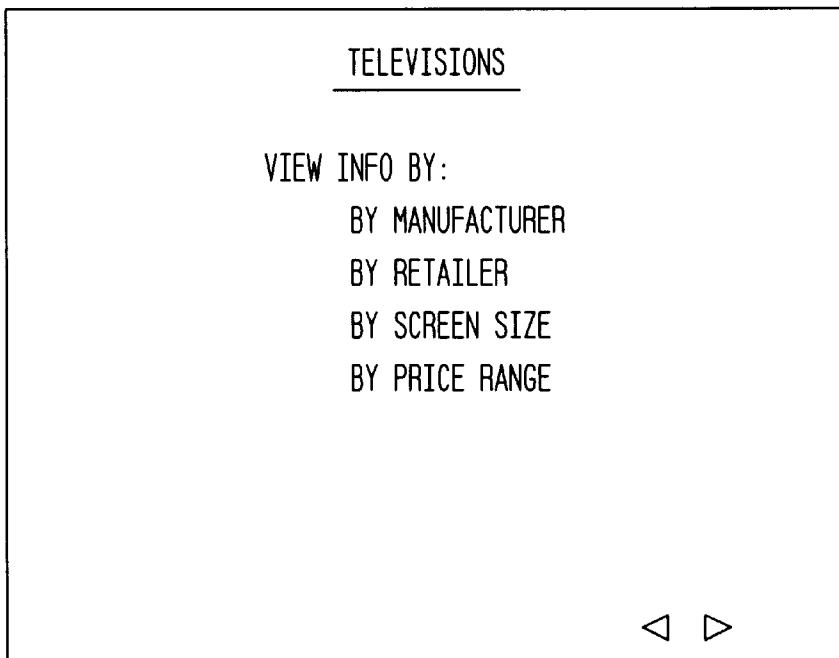 TELEVISIONS
VIEW INFO BY:
BY MANUFACTURER
BY RETAILER
BY SCREEN SIZE
BY PRICE RANGE